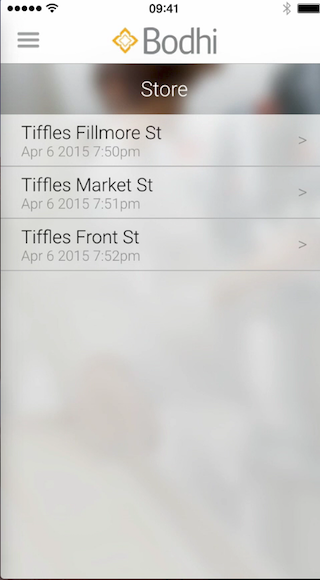 09:41
Bodhi
Store
Tiffles Fillmore St
Apr 6 2015 7:50pm
>
Tiffles Market St
Apr 6 2015 7:51pm
>
Tiffles Front St
Apr 6 2015 7:52pm
>